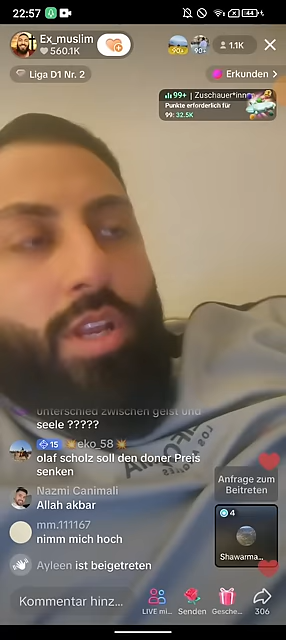 22:57
44
Ex_muslim
560.1K
90+
90+
1.1K
Liga D1 Nr. 2
Erkunden >
99+ | Zuschauer*innen
Punkte erforderlich für
99: 32.5K
unterschied zwischen geist und
seele ?????
15 eko_58
olaf scholz soll den doner Preis
senken
Nazmi Canimali
Allah akbar
Anfrage zum
Beitreten
mm.111167
nimm mich hoch
4
Shawarma...
Ayleen ist beigetreten
Kommentar hinz...
LIVE mi...
Senden
Gesche...
306